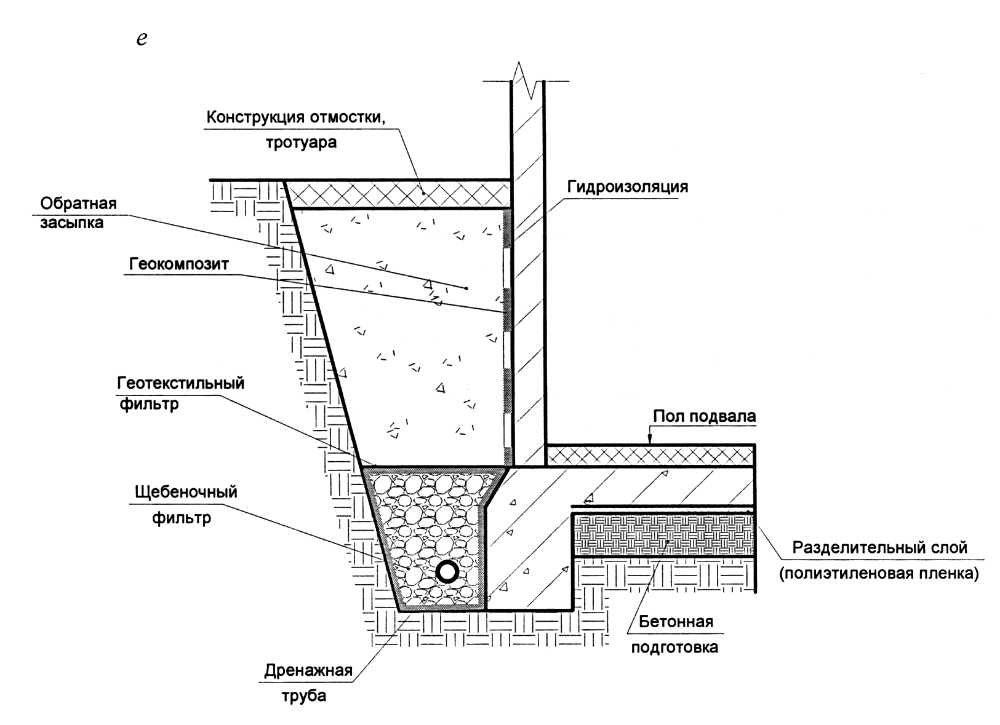 е
Конструкция отмостки,
тротуара
Гидроизоляция
Обратная
засыпка
Геокомпозит
Геотекстильный
фильтр
Пол подвала
Щебеночный
фильтр
Разделительный слой
(полиэтиленовая пленка)
Бетонная
подготовка
Дренажная
труба